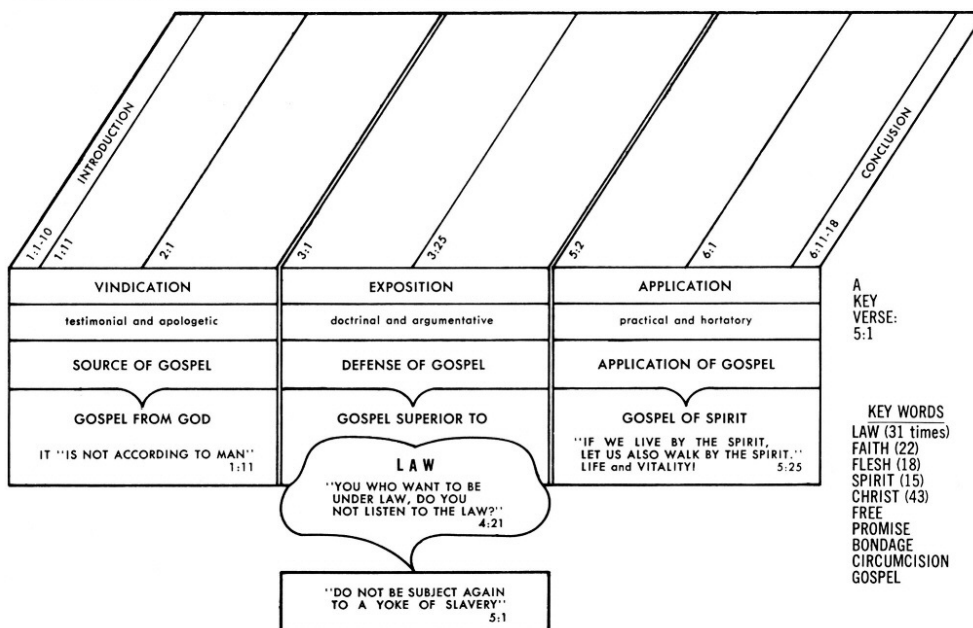 INTRODUCTION
CONCLUSION
1:1-10
1:11
2:1
3:1
3:25
5:2
6:1
6:11-18
VINDICATION
EXPOSITION
APPLICATION
testimonial and apologetic
doctrinal and argumentative
practical and hortatory
SOURCE OF GOSPEL
DEFENSE OF GOSPEL
APPLICATION OF GOSPEL
GOSPEL FROM GOD
IT "IS NOT ACCORDING TO MAN"
1:11
GOSPEL SUPERIOR TO
LAW
"YOU WHO WANT TO BE
UNDER LAW, DO YOU
NOT LISTEN TO THE LAW?"
4:21
"DO NOT BE SUBJECT AGAIN
TO A YOKE OF SLAVERY"
5:1
GOSPEL OF SPIRIT
"IF WE LIVE BY THE SPIRIT,
LET US ALSO WALK BY THE SPIRIT."
LIFE and VITALITY! 5:25
A
KEY
VERSE:
5:1
KEY WORDS
LAW (31 times)
FAITH (22)
FLESH (18)
SPIRIT (15)
CHRIST (43)
FREE
PROMISE
BONDAGE
CIRCUMCISION
GOSPEL